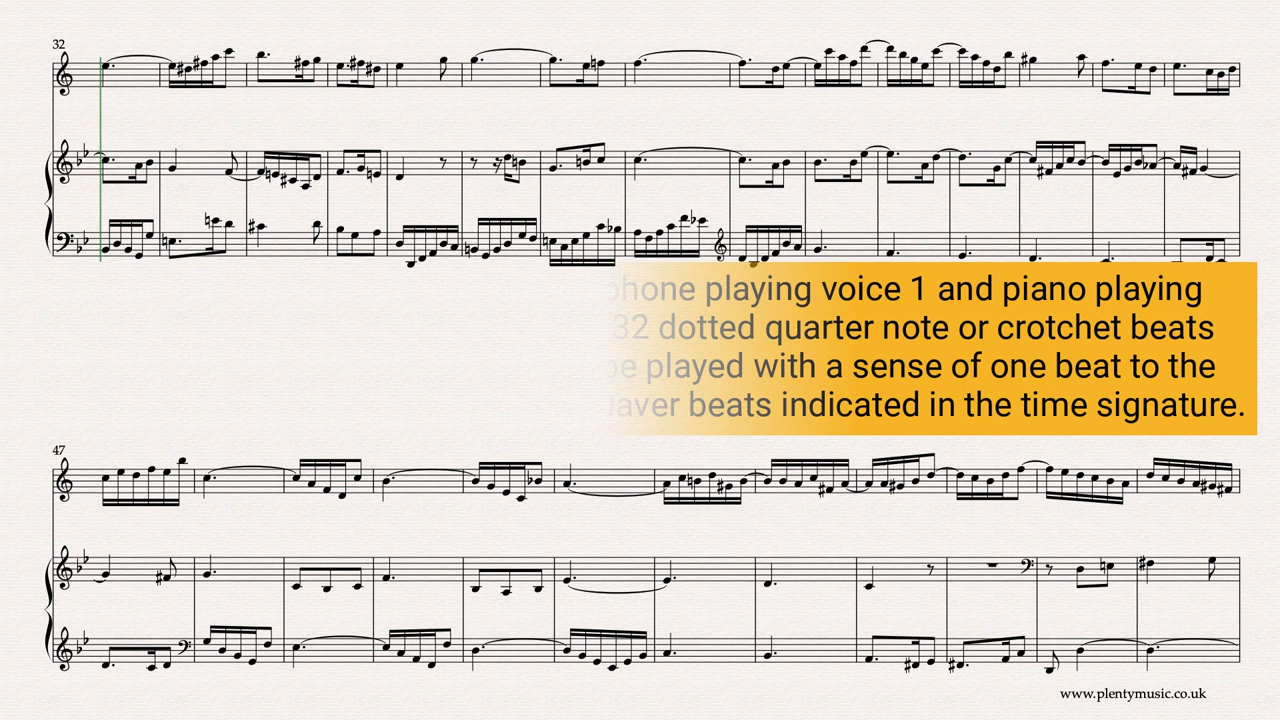 32
phone playing voice 1 and piano playing
32 dotted quarter note or crotchet beats
be played with a sense of one beat to the
beats indicated in the time signature.
47
www.plentymusic.co.uk